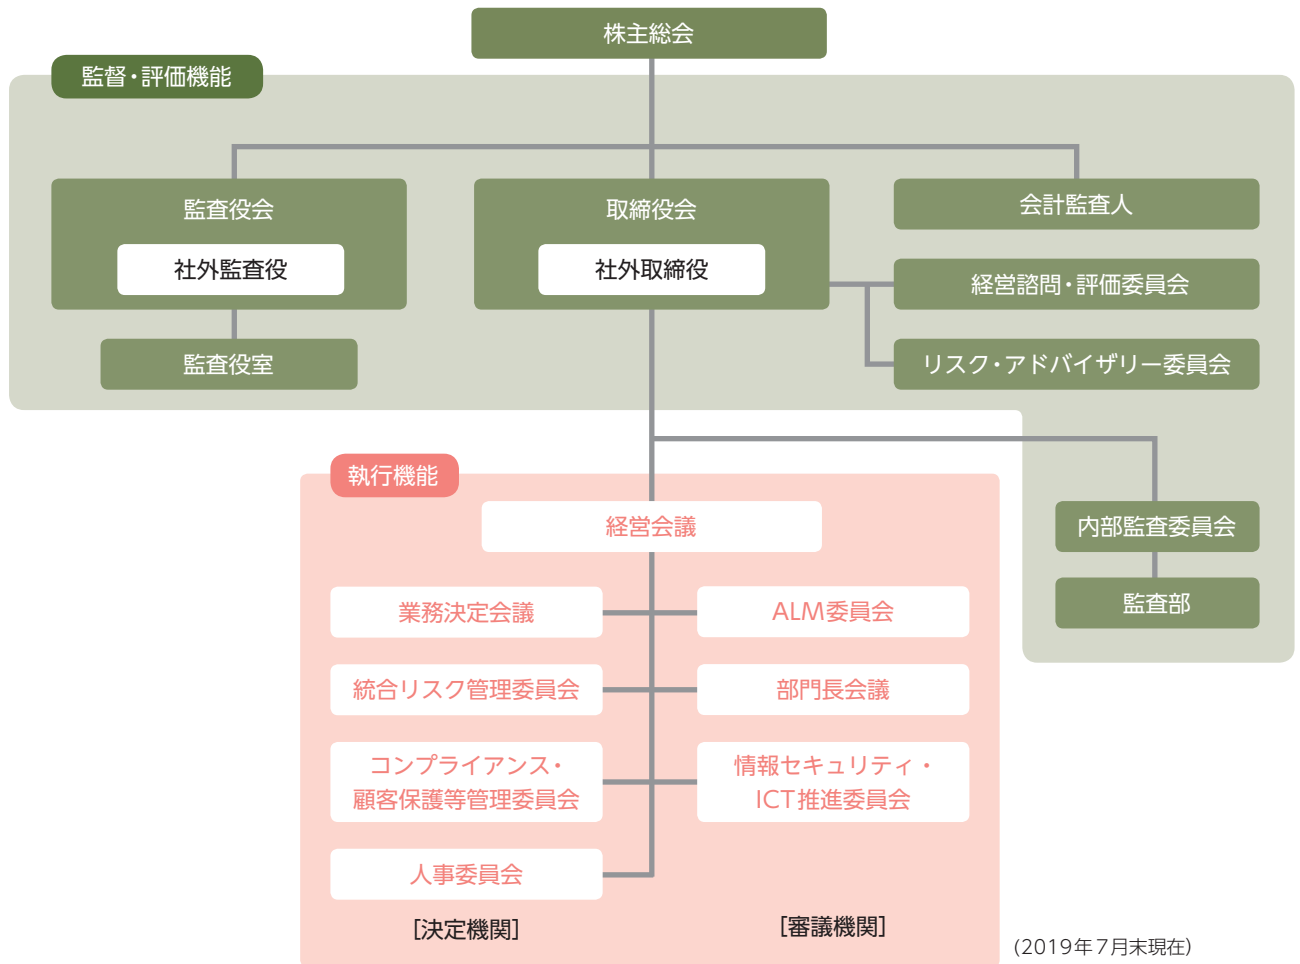 株主総会
監督・評価機能
監査役会
社外監査役
監査役室
取締役会
社外取締役
会計監査人
経営諮問・評価委員会
リスク・アドバイザリー委員会
内部監査委員会
監査部
執行機能
経営会議
業務決定会議
ALM委員会
統合リスク管理委員会
部門長会議
コンプライアンス・
顧客保護等管理委員会
情報セキュリティ・
ICT推進委員会
人事委員会
[決定機関]
[審議機関]
(2019年7月末現在)